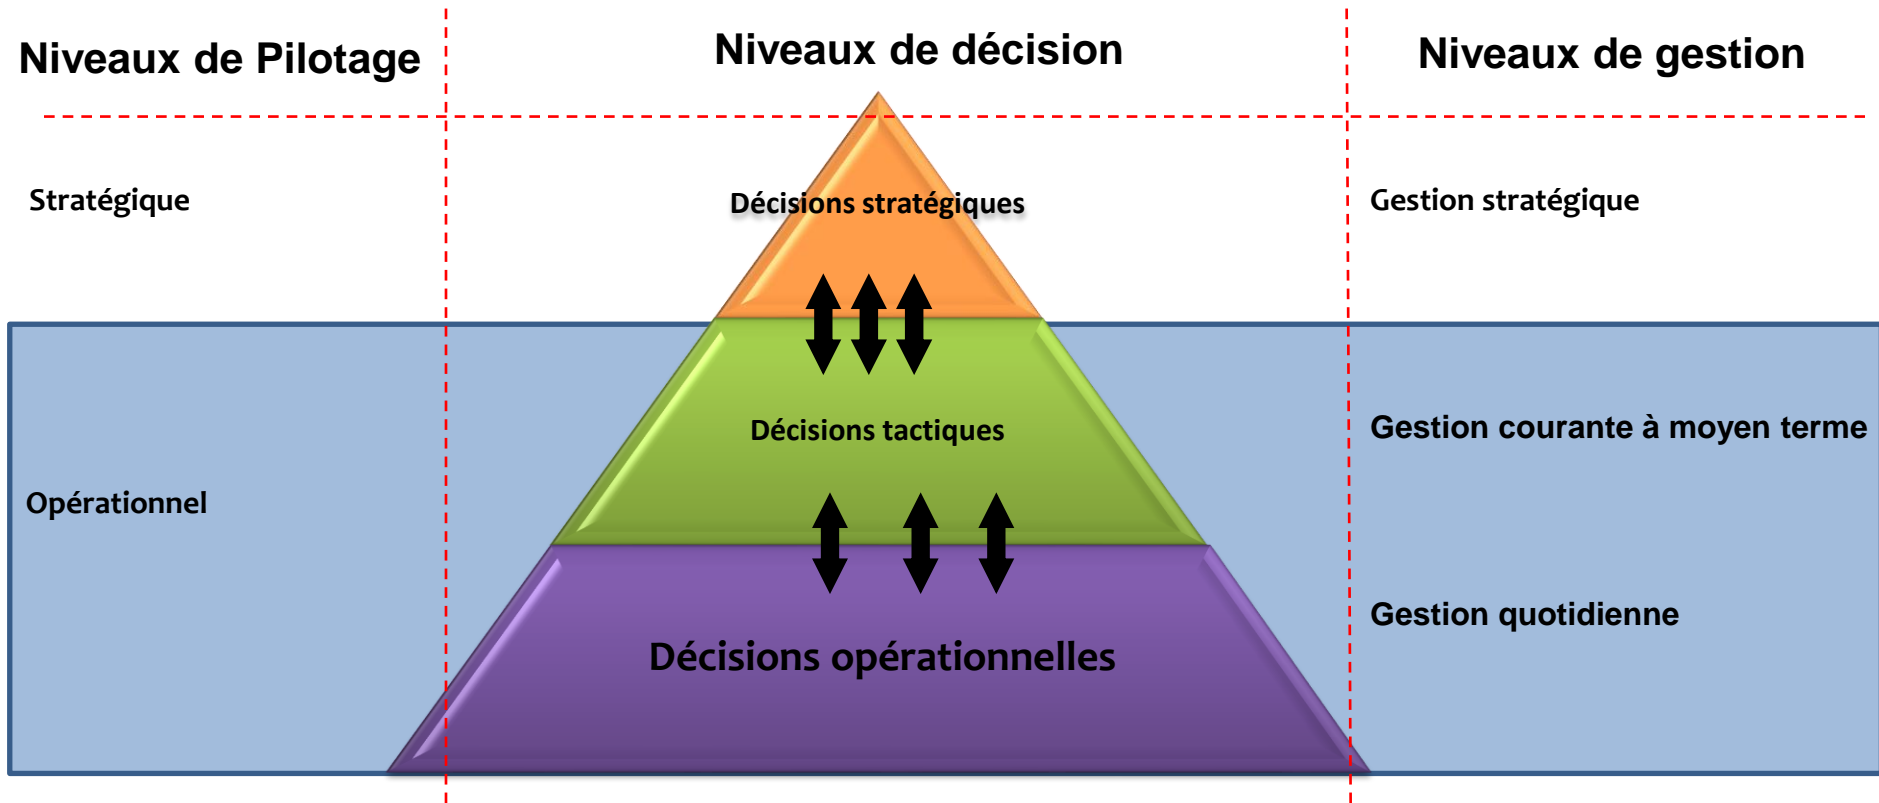 Niveaux de Pilotage
Niveaux de décision
Niveaux de gestion
Stratégique
Décisions stratégiques
Gestion stratégique
Décisions tactiques
Gestion courante à moyen terme
Opérationnel
Gestion quotidienne
Décisions opérationnelles